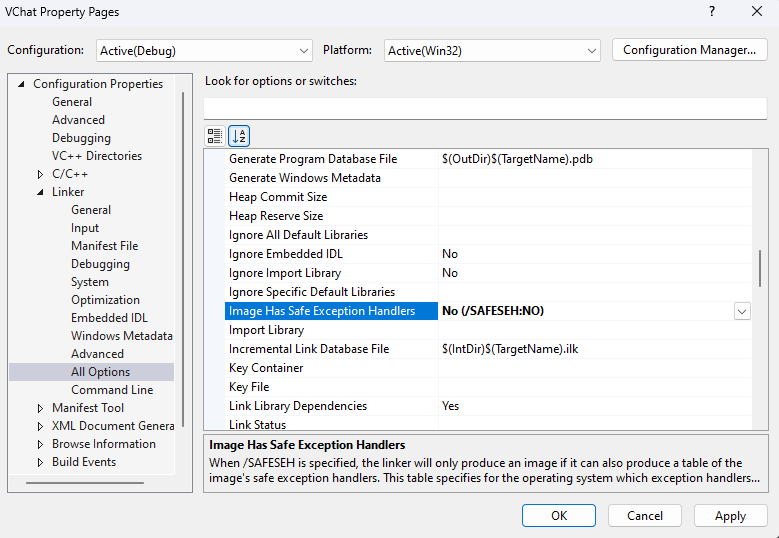 VChat Property Pages
?
Configuration: Active(Debug) Platform: Active(Win32) Configuration Manager...
Configuration Properties
General
Advanced
Debugging
VC++ Directories
C/C++
Linker
General
Input
Manifest File
Debugging
System
Optimization
Embedded IDL
Windows Metadata
Advanced
All Options
Command Line
Manifest Tool
XML Document Genera
Browse Information
Build Events
Look for options or switches:
A
Z
Generate Program Database File $(OutDir)$(TargetName).pdb
Generate Windows Metadata
Heap Commit Size
Heap Reserve Size
Ignore All Default Libraries
Ignore Embedded IDL No
Ignore Import Library No
Ignore Specific Default Libraries
Image Has Safe Exception Handlers No (/SAFESEH:NO)
Import Library
Incremental Link Database File $(IntDir)$(TargetName).ilk
Key Container
Key File
Link Library Dependencies Yes
Link Status
Image Has Safe Exception Handlers
When /SAFESEH is specified, the linker will only produce an image if it can also produce a table of the
image's safe exception handlers. This table specifies for the operating system which exception handlers...
OK Cancel Apply